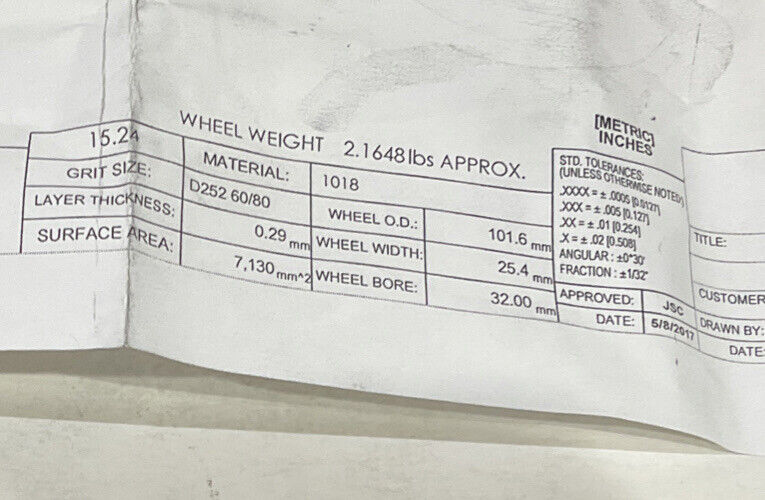 15.24
WHEEL WEIGHT 2.1648lbs APPROX.
MATERIAL: 1018
GRIT SIZE: D252 60/80
LAYER THICKNESS: 0.29 mm
SURFACE AREA: 7,130 mm^2
WHEEL O.D.: 101.6 mm
WHEEL WIDTH: 25.4 mm
WHEEL BORE: 32.00 mm
[METRIC]
INCHES
STD. TOLERANCES:
(UNLESS OTHERWISE NOTED)
.XXXX = ± .0005 [0.0127]
.XXX = ± .005 [0.127]
.XX = ± .01 [0.254]
.X = ± .02 [0.508]
ANGULAR : ±0°30'
FRACTION : ±1/32"
APPROVED: JSC
DATE: 5/8/2017
TITLE:
CUSTOMER
DRAWN BY:
DATE: